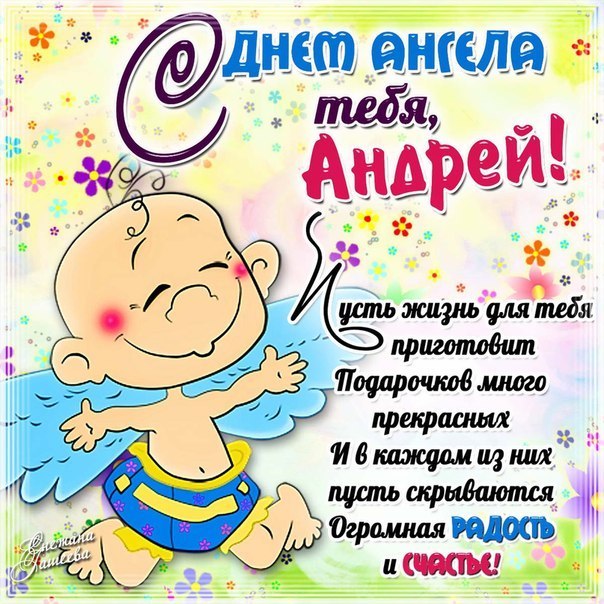 С ДНЕМ АНГЕЛА
тебя,
Андрей!
Пусть жизнь для тебя
приготовит
Подарочков много
прекрасных
И в каждом из них
пусть скрываются
Огромная РАДОСТЬ
и СЧАСТЬЕ!
Снежана